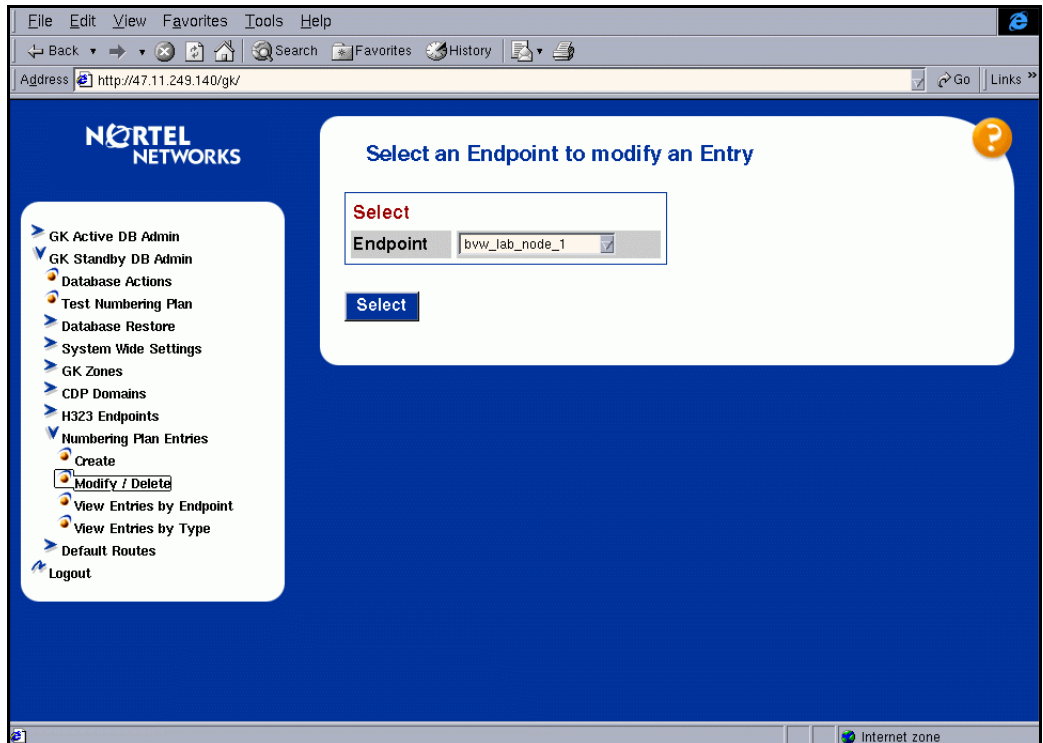 File Edit View Favorites Tools Help
Back Search Favorites History
Address http://47.11.249.140/gk/ Go Links »
NORTEL
NETWORKS
GK Active DB Admin
GK Standby DB Admin
Database Actions
Test Numbering Plan
Database Restore
System Wide Settings
GK Zones
CDP Domains
H323 Endpoints
Numbering Plan Entries
Create
Modify / Delete
View Entries by Endpoint
View Entries by Type
Default Routes
Logout
Select an Endpoint to modify an Entry
?
Select
Endpoint bvw_lab_node_1
Select
Internet zone